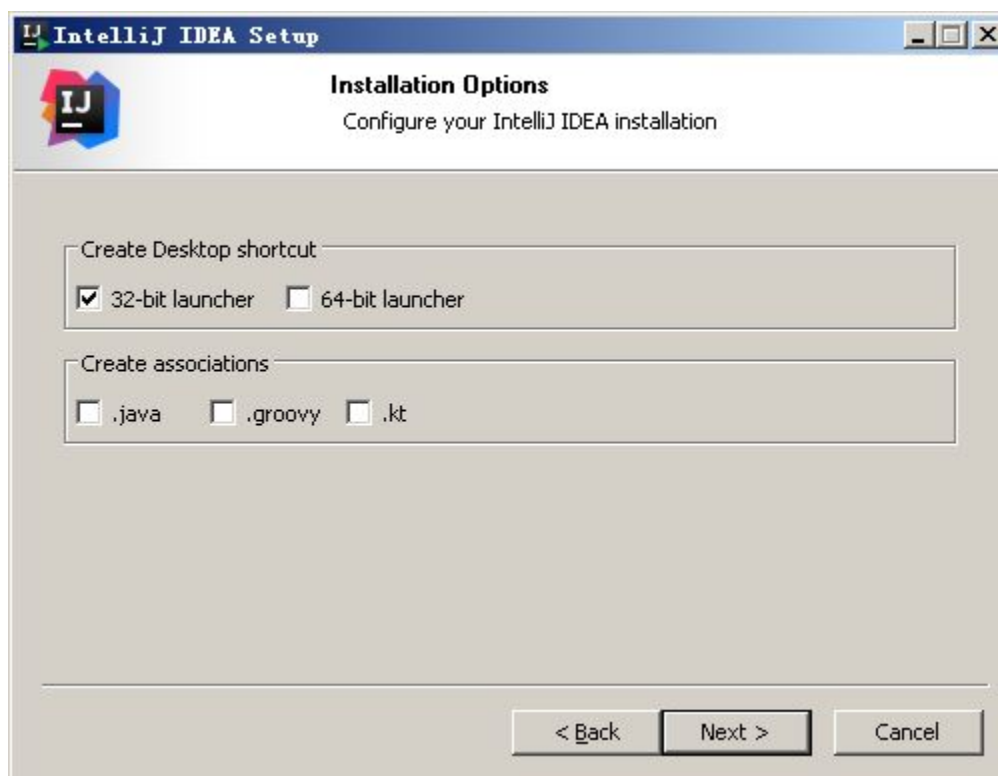 IntelliJ IDEA Setup
IJ
Installation Options
Configure your IntelliJ IDEA installation
Create Desktop shortcut
32-bit launcher 64-bit launcher
Create associations
.java .groovy .kt
< Back Next > Cancel